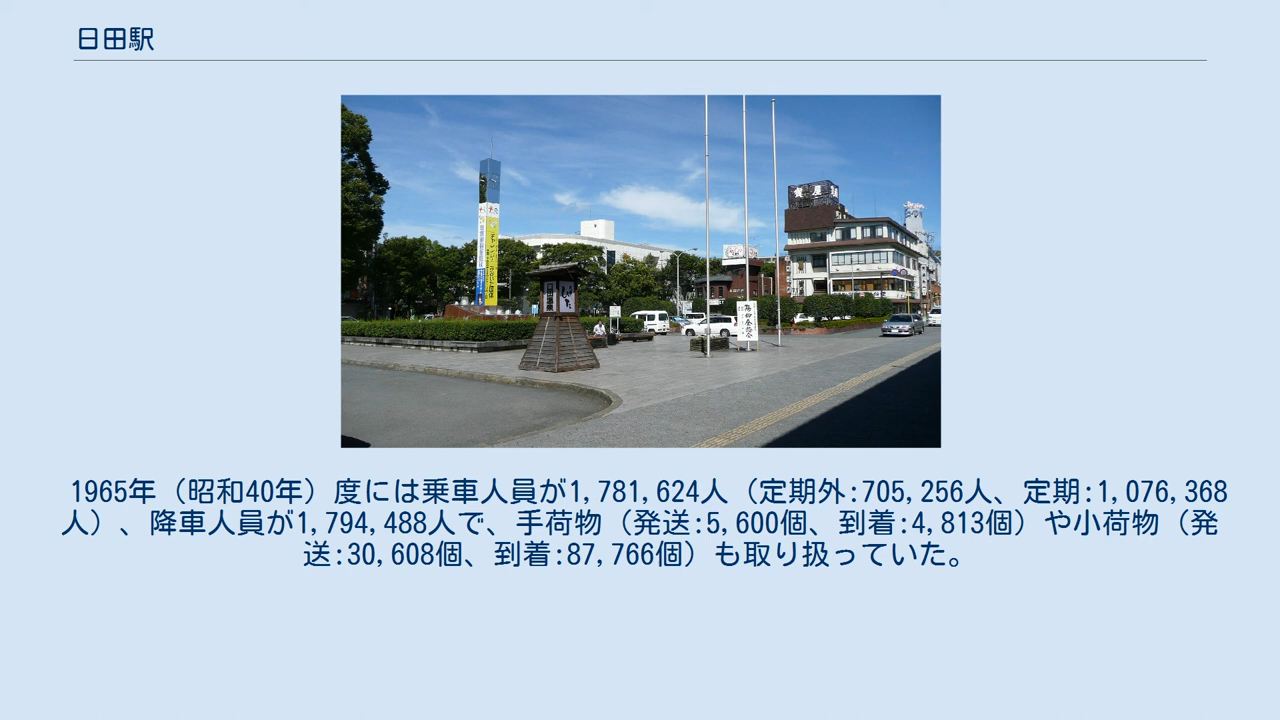 日田駅
1965年（昭和40年）度には乗車人員が1,781,624人（定期外:705,256人、定期:1,076,368
人）、降車人員が1,794,488人で、手荷物（発送:5,600個、到着:4,813個）や小荷物（発
送:30,608個、到着:87,766個）も取り扱っていた。